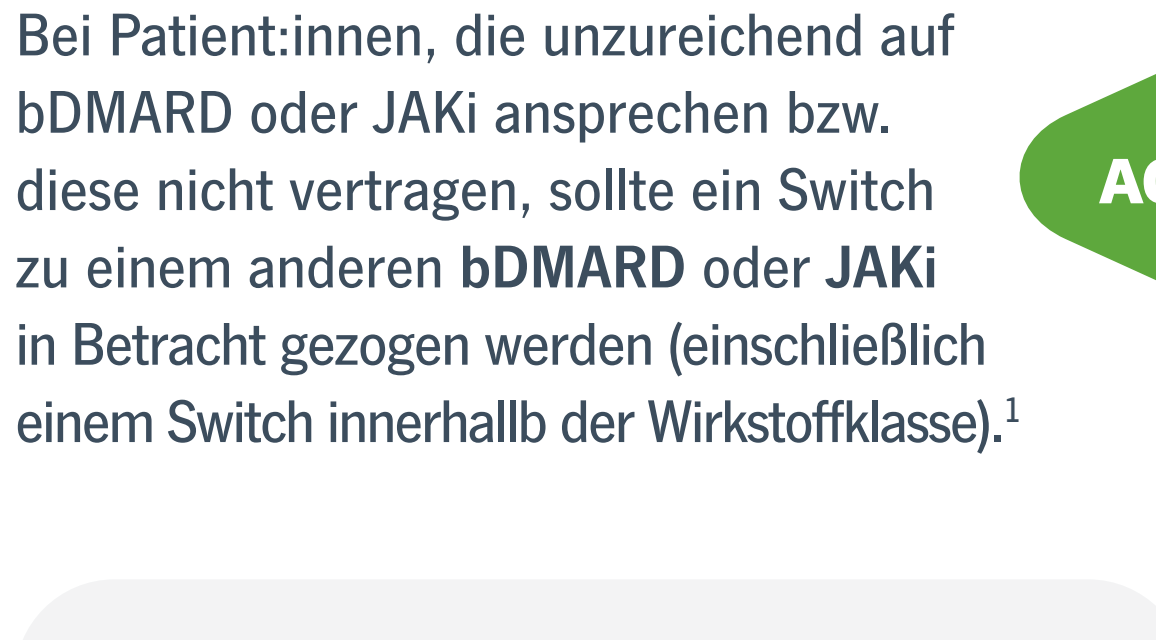 Bei Patient:innen, die unzureichend auf
bDMARD oder JAKi ansprechen bzw.
diese nicht vertragen, sollte ein Switch
zu einem anderen bDMARD oder JAKi
in Betracht gezogen werden (einschließlich
einem Switch innerhallb der Wirkstoffklasse).¹